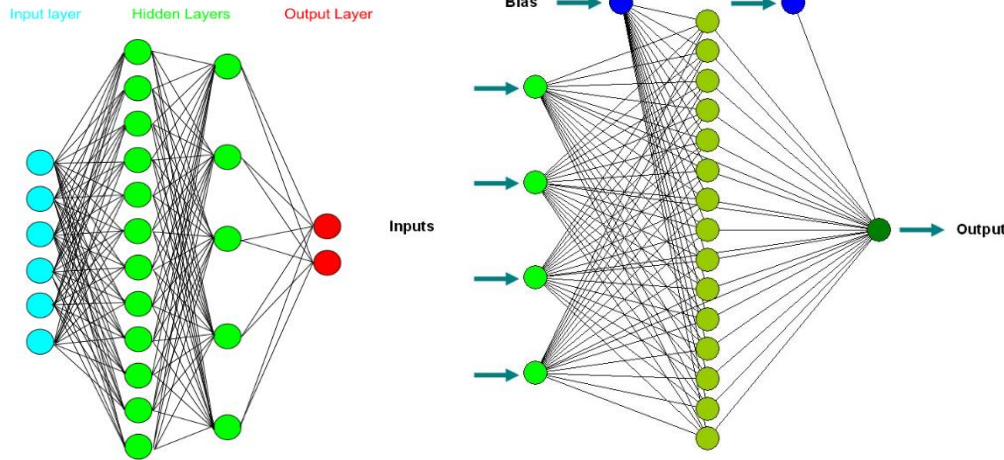 Input layer
Hidden Layers
Output Layer
Bias
Inputs
Output